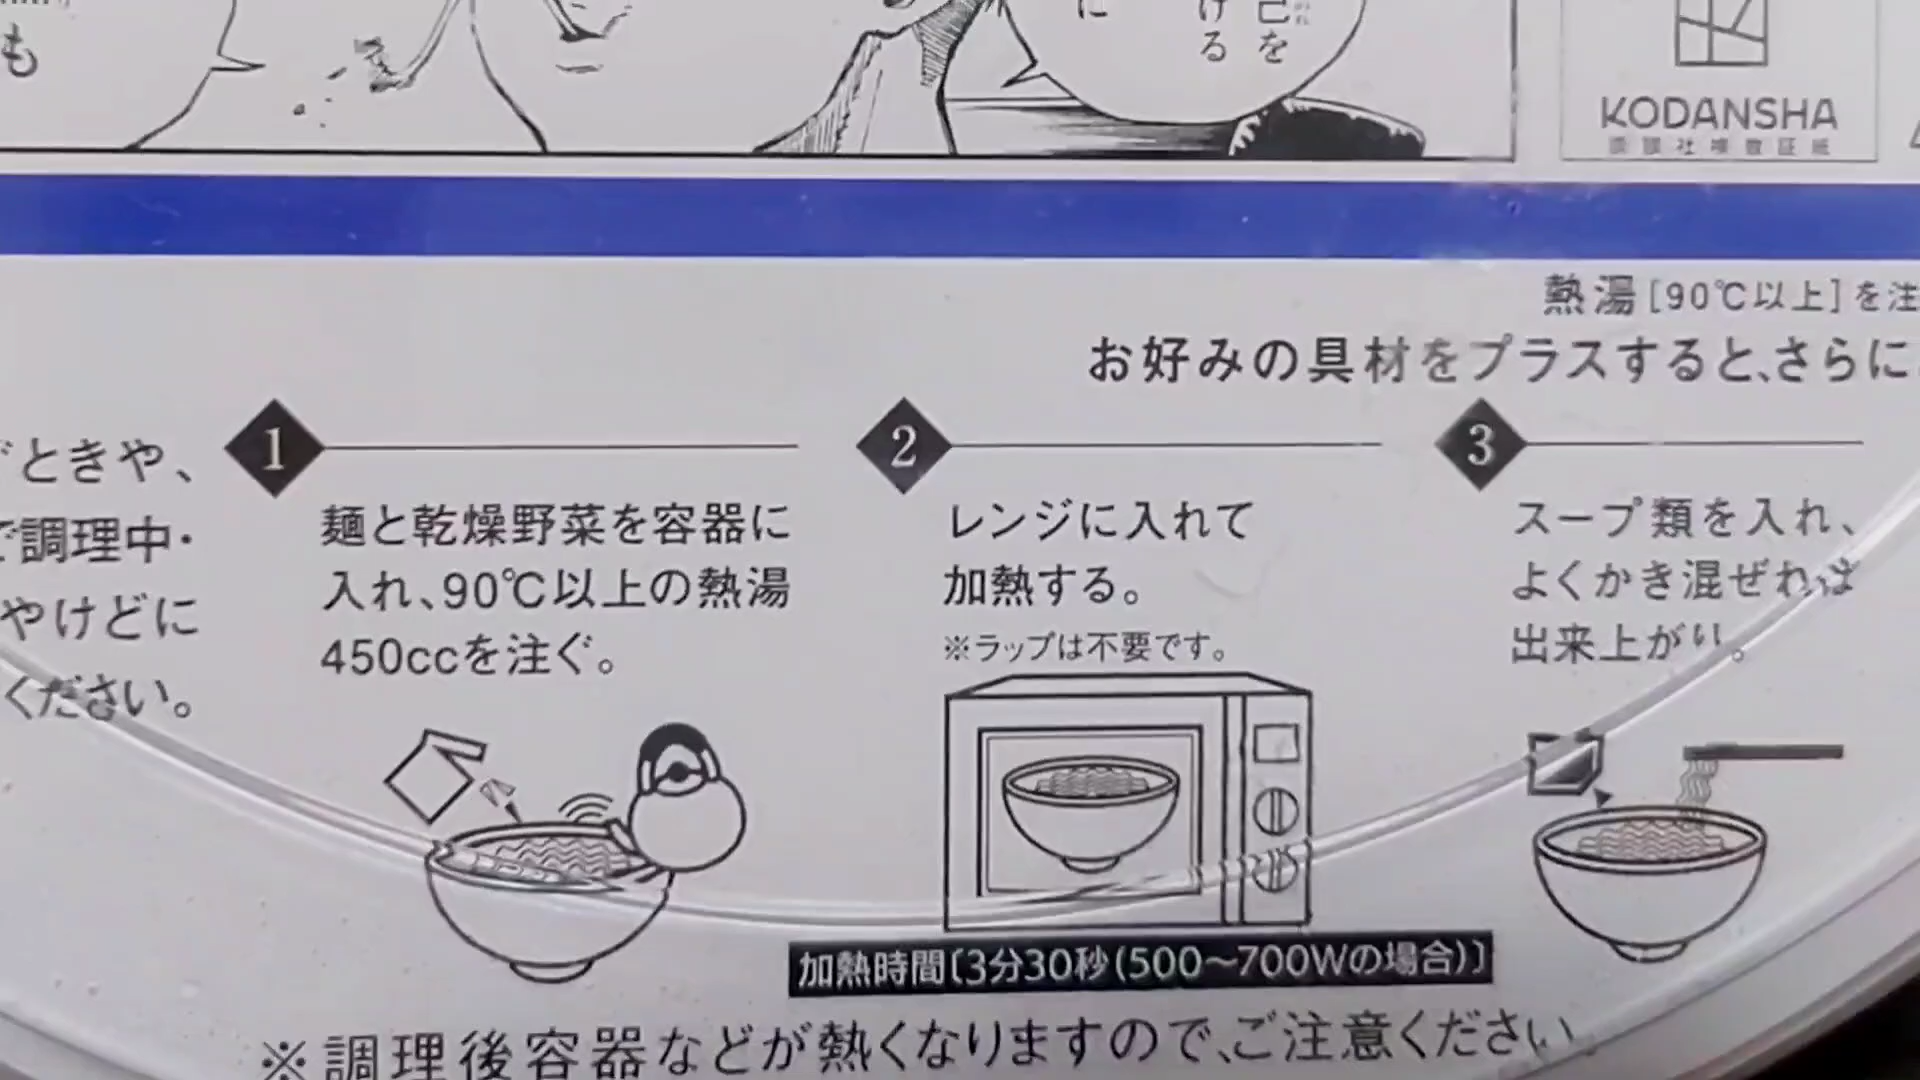 も
に
ける
己を
KODANSHA
熱湯[90℃以上]を注
お好みの具材をプラスすると、さらに
ときや、
で調理中・
やけどに
ください。
1
麺と乾燥野菜を容器に
入れ、90℃以上の熱湯
450ccを注ぐ。
2
レンジに入れて
加熱する。
※ラップは不要です。
3
スープ類を入れ、
よくかき混ぜれば
出来上がり。
加熱時間〔3分30秒(500〜700Wの場合)〕
※調理後容器などが熱くなりますので、ご注意ください。